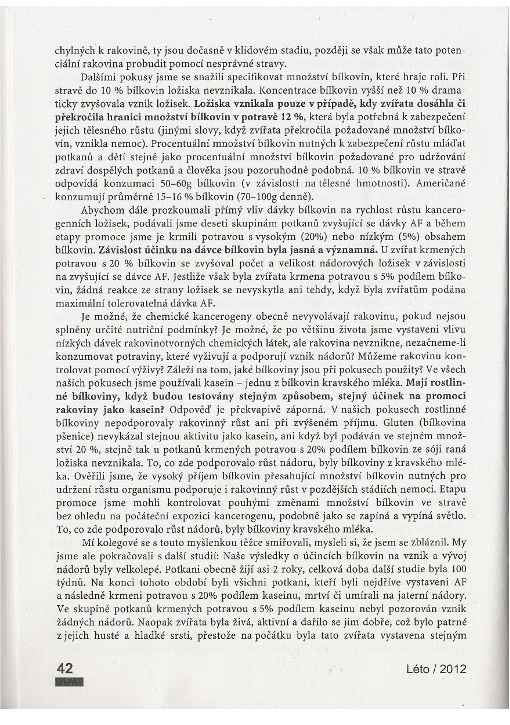 chylných k rakovině, ty jsou dočasně v klidovém stadiu, později se však může tato poten-
ciální rakovina probudit pomocí nesprávné stravy.
Dalšími pokusy jsme se snažili specifikovat množství bílkovin, které hraje roli. Při
stravě do 10 % bílkovin ložiska nevznikala. Koncentrace bílkovin vyšší než 10 % drama-
ticky zvyšovala vznik ložisek. Ložiska vznikala pouze v případě, kdy zvířata dosáhla či
překročila hranici množství bílkovin v potravě 12 %, která byla potřebná k zabezpečení
jejich tělesného růstu (jinými slovy, když zvířata překročila požadované množství bílko-
vin, vznikla nemoc). Procentuální množství bílkovin nutných k zabezpečení růstu mláďat
potkanů a dětí stejné jako procentuální množství bílkovin požadované pro udržování
zdraví dospělých potkanů a člověka jsou pozoruhodně podobná. 10 % bílkovin ve stravě
odpovídá konzumaci 50–60g bílkovin (v závislosti na tělesné hmotnosti). Američané
konzumují průměrně 15–16 % bílkovin (70–100g denně).
Abychom dále prozkoumali přímý vliv dávky bílkovin na rychlost růstu kancero-
genních ložisek, podávali jsme deseti skupinám potkanů zvyšující se dávky AF a během
etapy promoce jsme je krmili potravou s vysokým (20%) nebo nízkým (5%) obsahem
bílkovin. Závislost účinku na dávce bílkovin byla jasná a významná. U zvířat krmených
potravou s 20 % bílkovin se zvyšoval počet a velikost nádorových ložisek v závislosti
na zvyšující se dávce AF. Jestliže však byla zvířata krmena potravou s 5% podílem bílko-
vin, žádná reakce ze strany ložisek se nevyskytla ani tehdy, když byla zvířatům podána
maximální tolerovatelná dávka AF.
Je možné, že chemické kancerogeny obecně nevyvolávají rakovinu, pokud nejsou
splněny určité nutriční podmínky? Je možné, že po většinu života jsme vystaveni vlivu
nízkých dávek rakovinotvorných chemických látek, ale rakovina nevznikne, nezačneme-li
konzumovat potraviny, které vyživují a podporují vznik nádorů? Můžeme rakovinu kon-
trolovat pomocí výživy? Záleží na tom, jaké bílkoviny jsou při pokusech použity? Ve všech
našich pokusech jsme používali kasein – jednu z bílkovin kravského mléka. Mají rostlin-
né bílkoviny, když budou testovány stejným způsobem, stejný účinek na promoci
rakoviny jako kasein? Odpověď je překvapivě záporná. V našich pokusech rostlinné
bílkoviny nepodporovaly rakovinný růst ani při zvýšeném příjmu. Gluten (bílkovina
pšenice) nevykázal stejnou aktivitu jako kasein, ani když byl podáván ve stejném množ-
ství 20 %, stejně tak u potkanů krmených potravou s 20% podílem bílkovin ze sóji raná
ložiska nevznikala. To, co zde podporovalo růst nádoru, byly bílkoviny z kravského mlé-
ka. Ověřili jsme, že vysoký příjem bílkovin přesahující množství bílkovin nutných pro
udržení růstu organismu podporuje i rakovinný růst v pozdějších stádiích nemoci. Etapu
promoce jsme mohli kontrolovat pouhými změnami množství bílkovin ve stravě
bez ohledu na počáteční expozici kancerogenu, podobně jako se zapíná a vypíná světlo.
To, co zde podporovalo růst nádorů, byly bílkoviny kravského mléka.
Mí kolegové se s touto myšlenkou těžce smiřovali, mysleli si, že jsem se zbláznil. My
jsme ale pokračovali s další studií: Naše výsledky o účincích bílkovin na vznik a vývoj
nádorů byly velkolepé. Potkani obecně žijí asi 2 roky, celková doba další studie byla 100
týdnů. Na konci tohoto období byli všichni potkani, kteří byli nejdříve vystaveni AF
a následně krmeni potravou s 20% podílem kaseinu, mrtví či umírali na jaterní nádory.
Ve skupině potkanů krmených potravou s 5% podílem kaseinu nebyl pozorován vznik
žádných nádorů. Naopak zvířata byla živá, aktivní a dařilo se jim dobře, což bylo patrné
z jejich husté a hladké srsti, přestože na počátku byla tato zvířata vystavena stejným
42
Léto / 2012